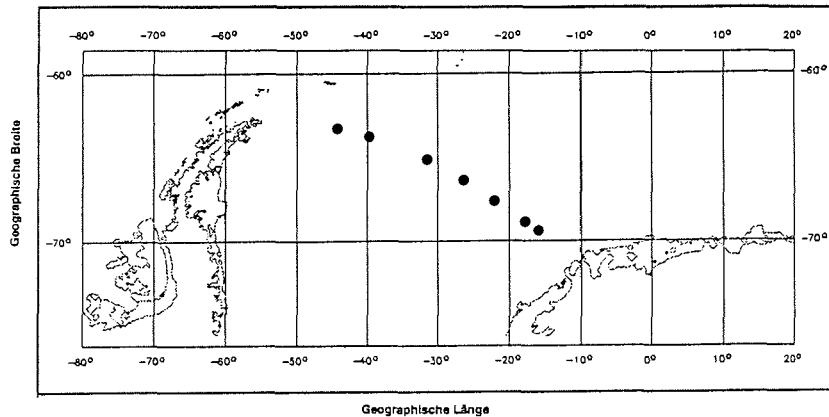 −80° −70° −60° −50° −40° −30° −20° −10° 0° 10° 20°
−60° −60°
Geographische Breite
−70° −70°
−80° −70° −60° −50° −40° −30° −20° −10° 0° 10° 20°
Geographische Länge